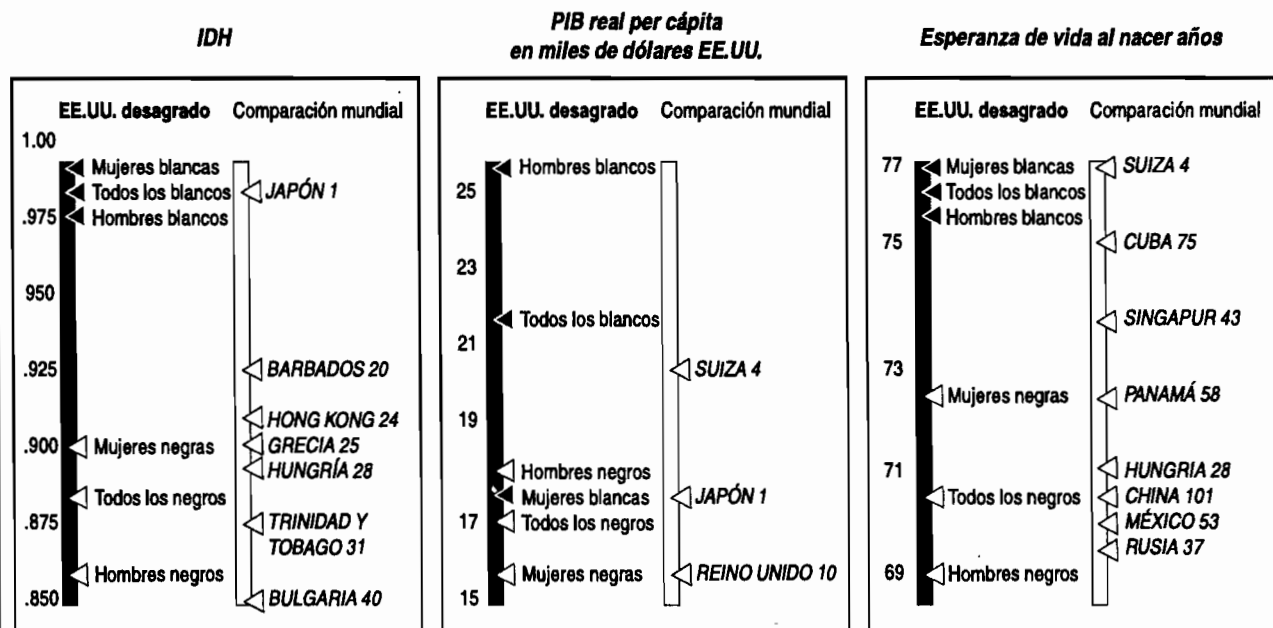 IDH
EE.UU. desagrado Comparación mundial
1.00
Mujeres blancas
Todos los blancos JAPÓN 1
.975 Hombres blancos
950
.925 BARBADOS 20
HONG KONG 24
.900 Mujeres negras GRECIA 25
HUNGRÍA 28
Todos los negros
.875 TRINIDAD Y
TOBAGO 31
Hombres negros
.850 BULGARIA 40
PIB real per cápita
en miles de dólares EE.UU.
EE.UU. desagrado Comparación mundial
Hombres blancos
25
23
Todos los blancos
21
SUIZA 4
19
Hombres negros
Mujeres blancas JAPÓN 1
17 Todos los negros
Mujeres negras REINO UNIDO 10
15
Esperanza de vida al nacer años
EE.UU. desagrado Comparación mundial
77 Mujeres blancas SUIZA 4
Todos los blancos
Hombres blancos
75 CUBA 75
SINGAPUR 43
73
Mujeres negras PANAMÁ 58
71 HUNGRIA 28
Todos los negros CHINA 101
MÉXICO 53
RUSIA 37
69 Hombres negros